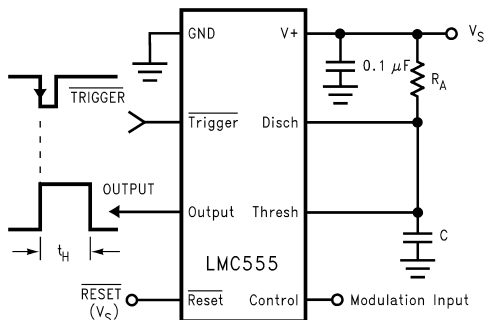 GND
V+
V_S
0.1 μF
R_A
TRIGGER
Trigger
Disch
OUTPUT
Output
Thresh
t_H
C
LMC555
RESET
(V_S)
Reset
Control
Modulation Input